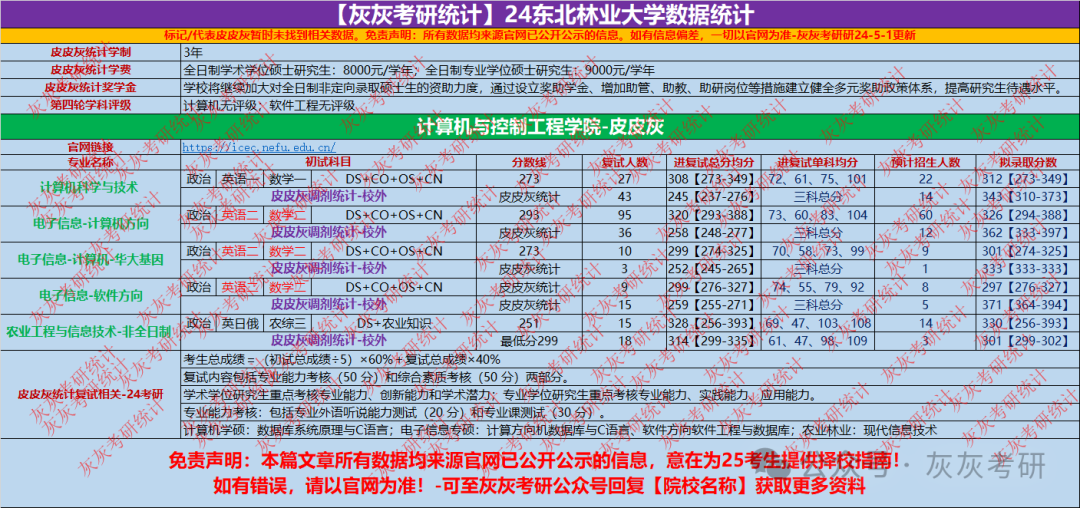 【灰灰考研统计】24东北林业大学数据统计
标记/代表皮皮灰暂时未找到相关数据。免责声明：所有数据均来源官网已公开公示的信息。如有信息偏差，一切以官网为准-灰灰考研研24-5-1更新
皮皮灰统计学制 3年
皮皮灰统计学费 全日制学术学位硕士研究生：8000元/学年；全日制专业学位硕士研究生：9000元/学年
皮皮灰统计奖学金 学校将继续加大对全日制非定向录取硕士生的资助力度，通过设立奖助学金、增加助管、助教、助研岗位等措施建立健全多元奖助政策体系，提高研究生待遇水平。
第四轮学科评级 计算机无评级；软件工程无评级
计算机与控制工程学院-皮皮灰
官网链接 https://icec.nefu.edu.cn/
专业名称 初试科目 分数线 复试人数 进复试总分均分 进复试单科均分 预计招生人数 拟录取分数
计算机科学与技术 政治 英语一 数学一 DS+CO+OS+CN 273 27 308【273-349】 72、61、75、101 22 312【273-349】
皮皮灰调剂统计-校外 皮皮灰统计 43 245【237-276】 三科总分 14 343【310-373】
电子信息-计算机方向 政治 英语二 数学二 DS+CO+OS+CN 293 95 320【293-388】 73、60、83、104 60 326【294-388】
皮皮灰调剂统计-校外 皮皮灰统计 36 258【248-277】 三科总分 12 362【333-397】
电子信息-计算机-华大基因 政治 英语二 数学二 DS+CO+OS+CN 273 10 299【274-325】 70、58、73、99 9 301【274-325】
皮皮灰调剂统计-校外 皮皮灰统计 3 252【245-265】 三科总分 1 333【333-333】
电子信息-软件方向 政治 英语二 数学二 DS+CO+OS+CN 皮皮灰统计 9 299【276-327】 74、55、79、92 8 297【276-327】
皮皮灰调剂统计-校外 皮皮灰统计 15 259【255-271】 三科总分 5 371【364-394】
农业工程与信息技术-非全日制 政治 英日俄 农综三 DS+农业知识 251 15 328【256-393】 69、47、103、108 14 330【256-393】
皮皮灰调剂统计-校外 最低分299 18 314【299-335】 61、47、98、109 3 301【299-302】
皮皮灰统计复试相关-24考研
考生总成绩＝（初试总成绩÷5）×60%＋复试总成绩×40%
复试内容包括专业能力考核（50 分）和综合素质考核（50 分）两部分。
学术学位研究生重点考核专业能力、创新能力和学术潜力；专业学位研究生重点考核专业能力、实践能力、应用能力。
专业能力考核：包括专业外语听说能力测试（20 分）和专业课测试（30 分）。
计算机学硕：数据库系统原理与C语言；电子信息专硕：计算方向机数据库与C语言、软件方向软件工程与数据库；农业林业：现代信息技术
免责声明：本篇文章所有数据均来源官网已公开公示的信息，意在为25考生提供择校指南！
如有错误，请以官网为准！-可至灰灰考研公众号回复【院校名称】获取更多资料
公众号 · 灰灰考研
灰灰考研统计